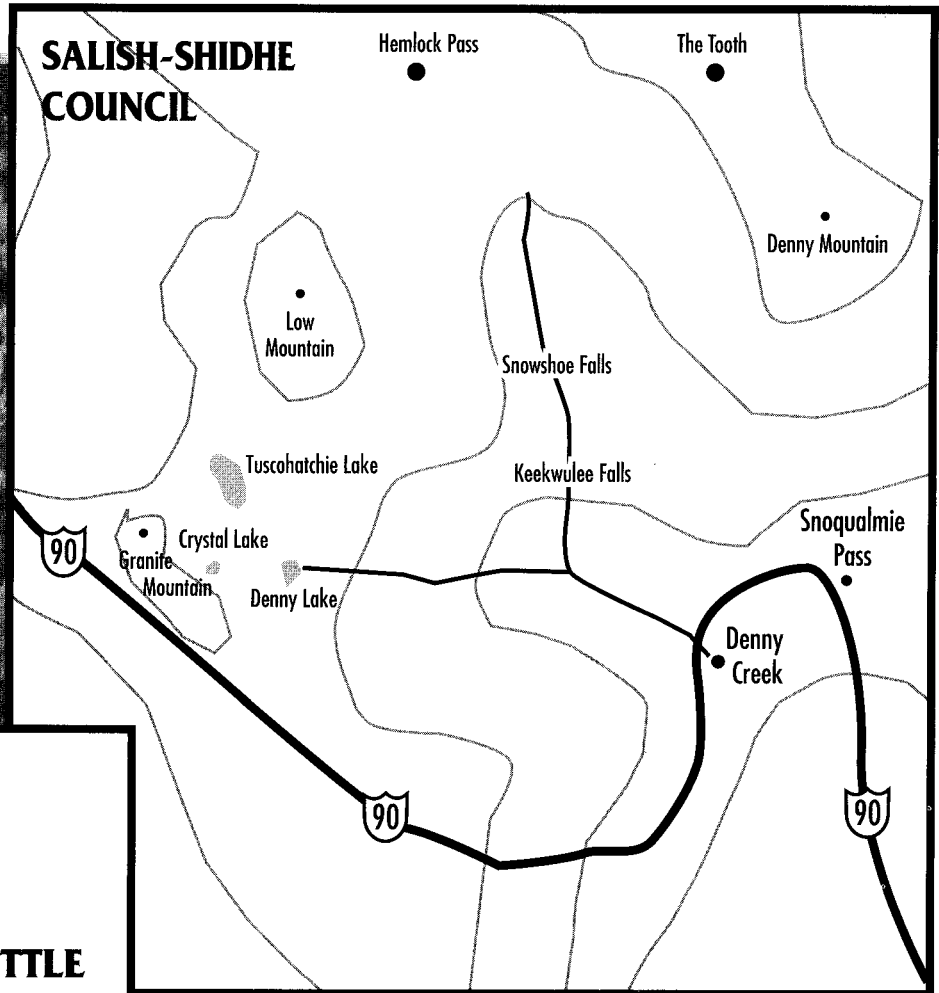 SALISH-SHIDHE
COUNCIL
Hemlock Pass
The Tooth
Denny Mountain
Low
Mountain
Snowshoe Falls
Tuscohatchie Lake
Keekwulee Falls
Snoqualmie
Pass
90
Granite
Mountain
Crystal Lake
Denny Lake
Denny
Creek
90
90
TTLE